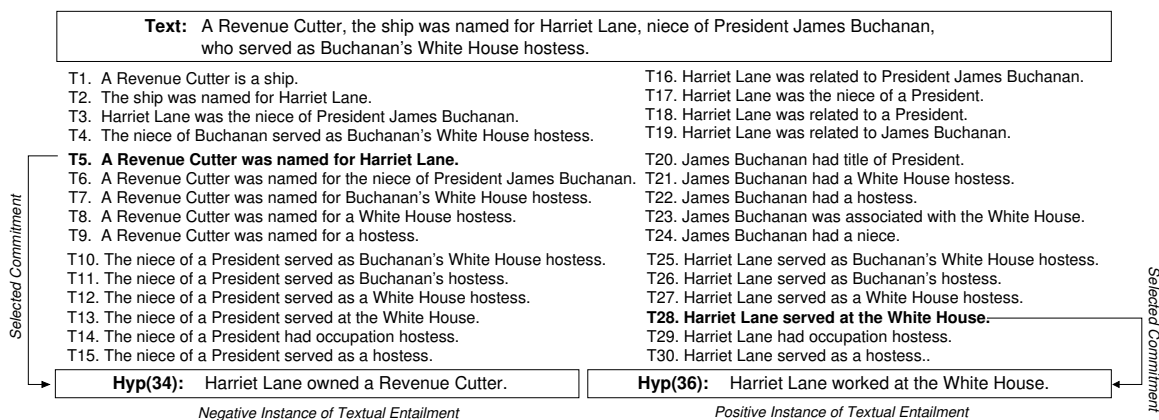 Text: A Revenue Cutter, the ship was named for Harriet Lane, niece of President James Buchanan,
who served as Buchanan's White House hostess.
T1. A Revenue Cutter is a ship.
T2. The ship was named for Harriet Lane.
T3. Harriet Lane was the niece of President James Buchanan.
T4. The niece of Buchanan served as Buchanan's White House hostess.
T5. A Revenue Cutter was named for Harriet Lane.
T6. A Revenue Cutter was named for the niece of President James Buchanan.
T7. A Revenue Cutter was named for Buchanan's White House hostess.
T8. A Revenue Cutter was named for a White House hostess.
T9. A Revenue Cutter was named for a hostess.
T10. The niece of a President served as Buchanan's White House hostess.
T11. The niece of a President served as Buchanan's hostess.
T12. The niece of a President served as a White House hostess.
T13. The niece of a President served at the White House.
T14. The niece of a President had occupation hostess.
T15. The niece of a President served as a hostess.
T16. Harriet Lane was related to President James Buchanan.
T17. Harriet Lane was the niece of a President.
T18. Harriet Lane was related to a President.
T19. Harriet Lane was related to James Buchanan.
T20. James Buchanan had title of President.
T21. James Buchanan had a White House hostess.
T22. James Buchanan had a hostess.
T23. James Buchanan was associated with the White House.
T24. James Buchanan had a niece.
T25. Harriet Lane served as Buchanan's White House hostess.
T26. Harriet Lane served as Buchanan's hostess.
T27. Harriet Lane served as a White House hostess.
T28. Harriet Lane served at the White House.
T29. Harriet Lane had occupation hostess.
T30. Harriet Lane served as a hostess..
Selected Commitment
Selected Commitment
Hyp(34): Harriet Lane owned a Revenue Cutter.
Hyp(36): Harriet Lane worked at the White House.
Negative Instance of Textual Entailment
Positive Instance of Textual Entailment